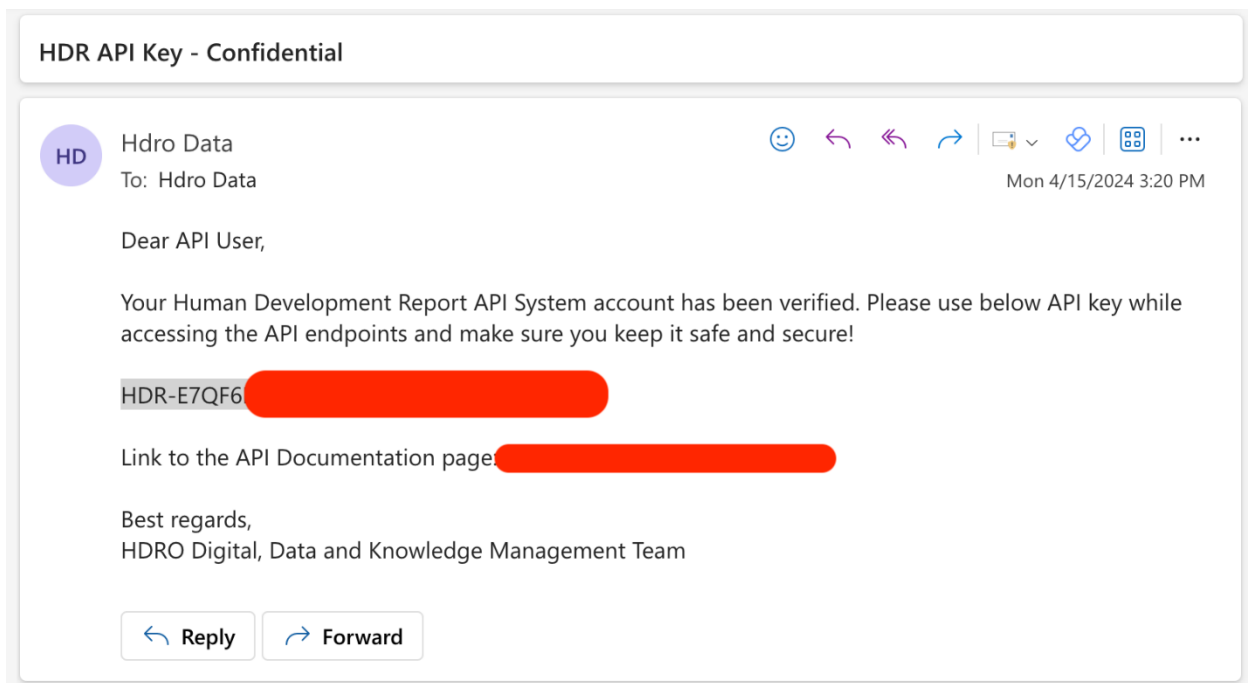 HDR API Key - Confidential
HD
Hdro Data
To: Hdro Data
Mon 4/15/2024 3:20 PM
Dear API User,
Your Human Development Report API System account has been verified. Please use below API key while
accessing the API endpoints and make sure you keep it safe and secure!
HDR-E7QF6
Link to the API Documentation page:
Best regards,
HDRO Digital, Data and Knowledge Management Team
Reply
Forward